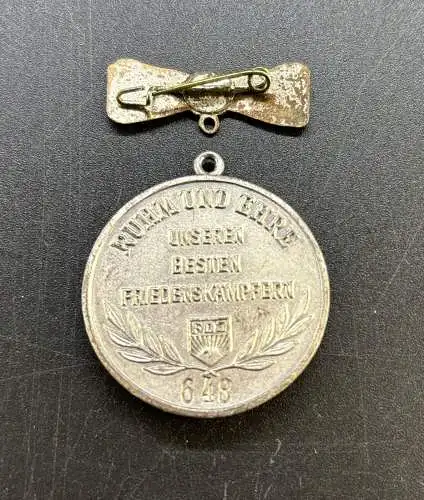 RUHM UND EHRE
UNSEREN
BESTEN
FRIEDENSKÄMPFERN
FDJ
648